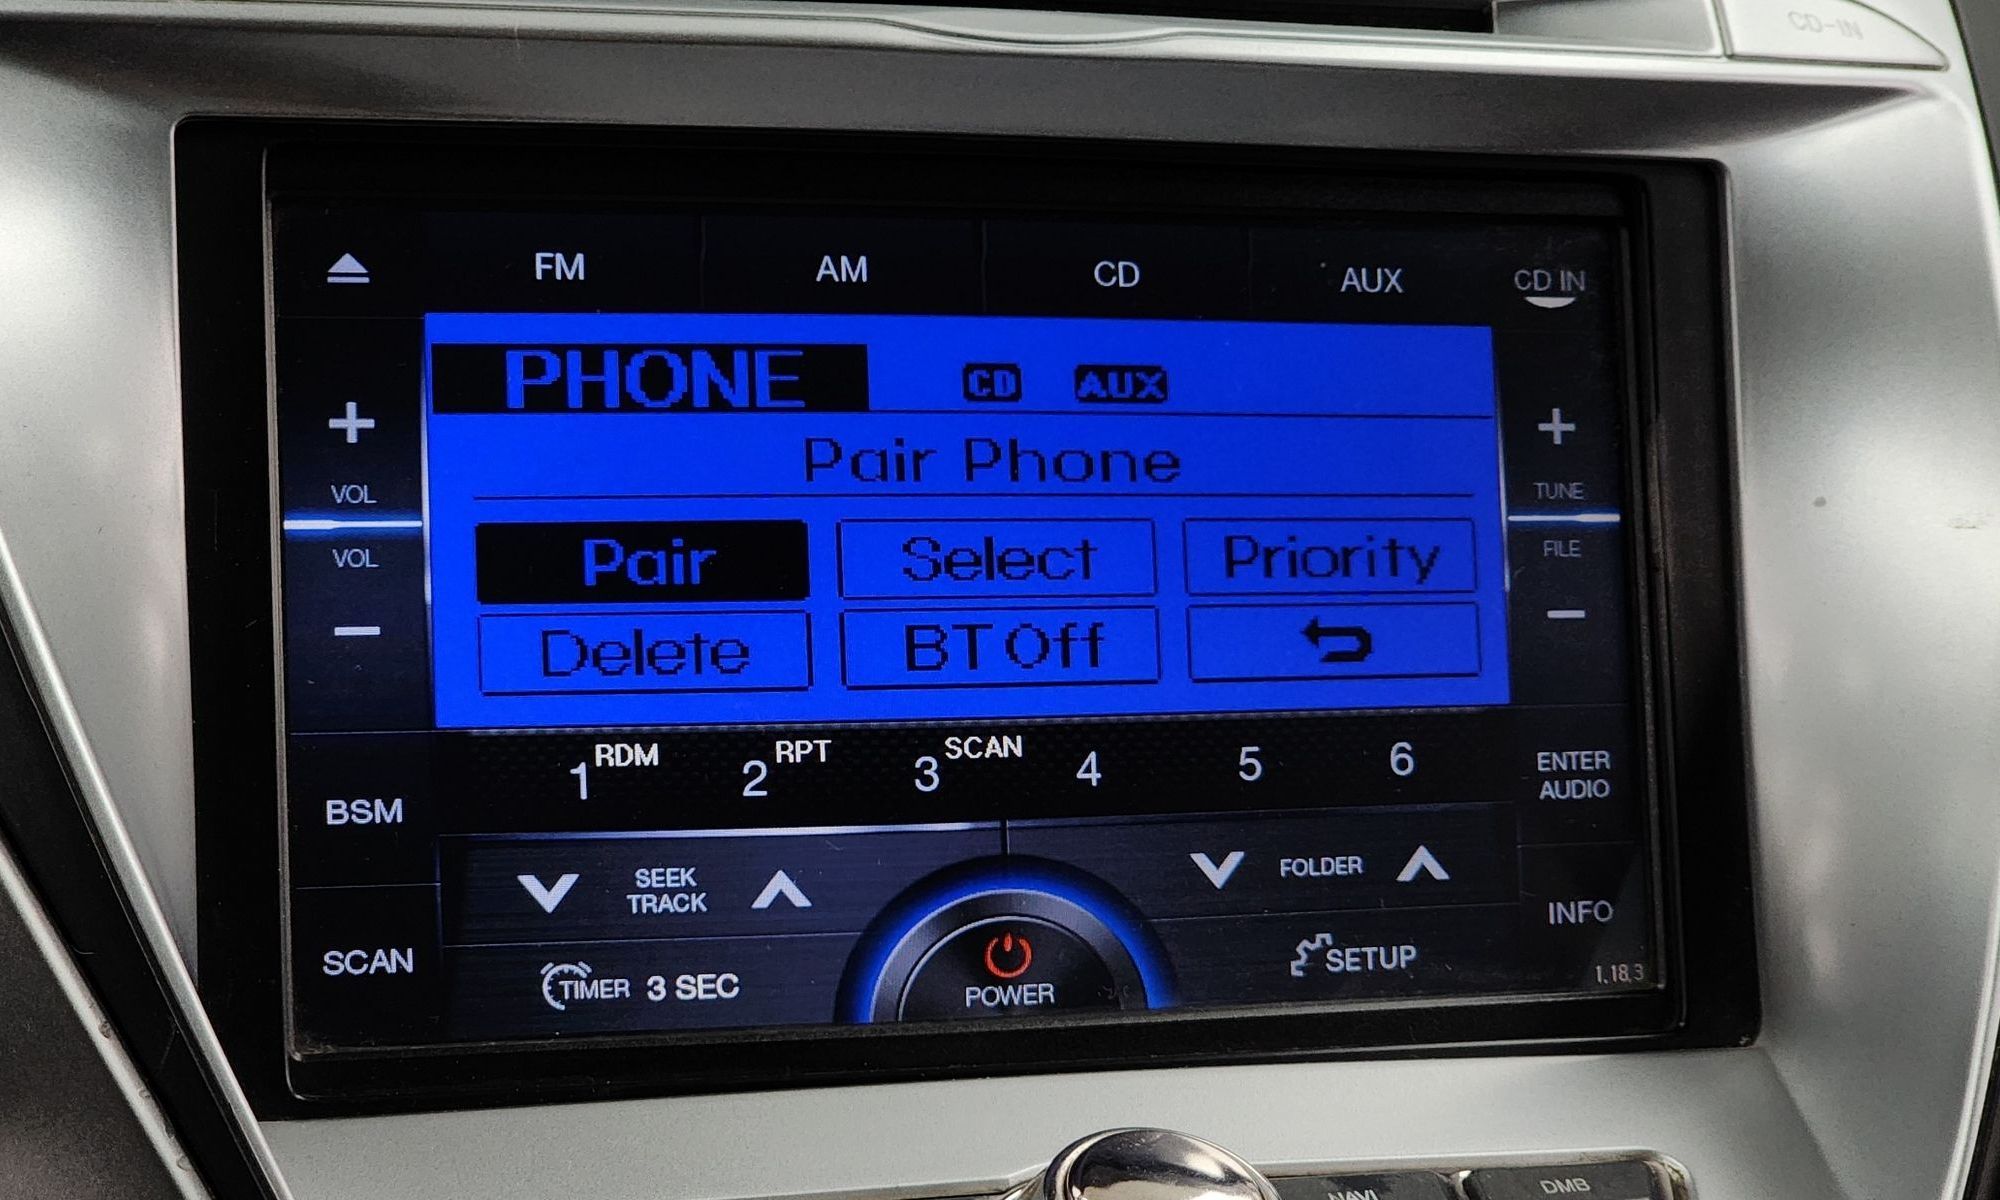 CD-IN
FM AM CD AUX CD IN
PHONE CD AUX
Pair Phone
VOL TUNE
Pair Select Priority
VOL FILE
Delete BT Off
1 RDM 2 RPT 3 SCAN 4 5 6
ENTER
AUDIO
BSM
SEEK
TRACK
FOLDER
INFO
SCAN
TIMER 3 SEC
POWER
SETUP
1.18.3
NAVI DMB